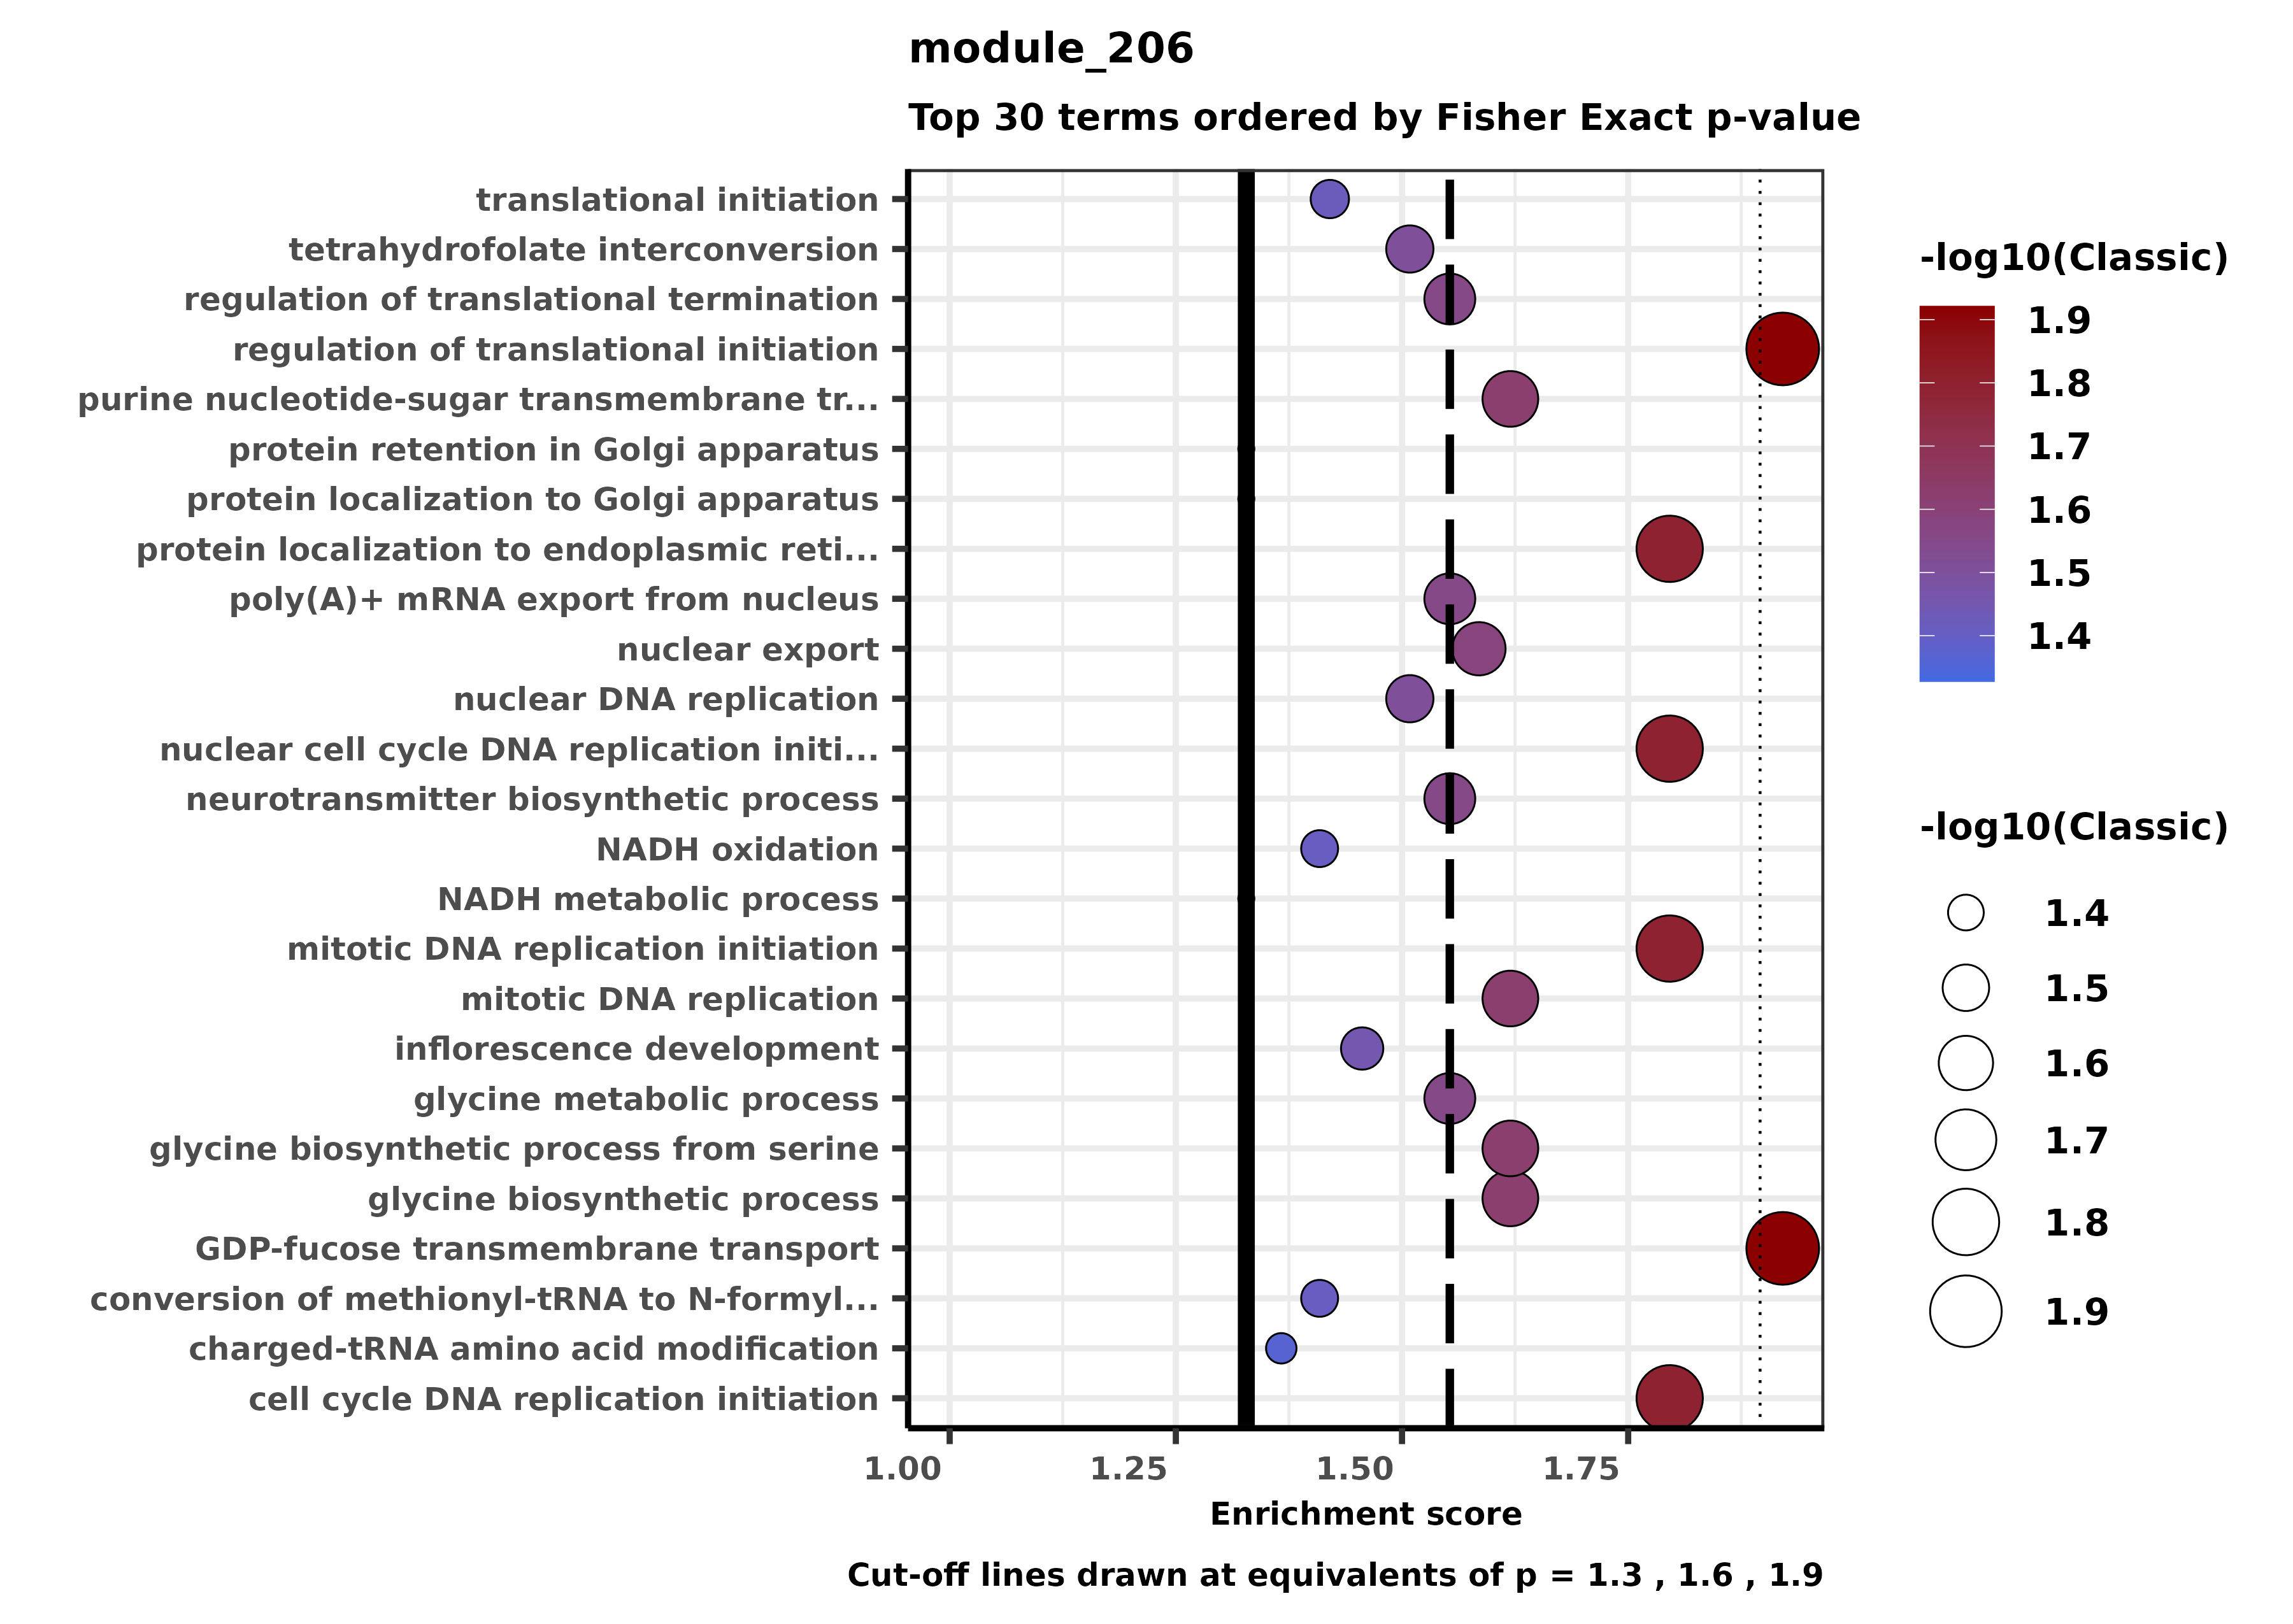 module_206
Top 30 terms ordered by Fisher Exact p-value
translational initiation
tetrahydrofolate interconversion
regulation of translational termination
regulation of translational initiation
purine nucleotide-sugar transmembrane tr...
protein retention in Golgi apparatus
protein localization to Golgi apparatus
protein localization to endoplasmic reti...
poly(A)+ mRNA export from nucleus
nuclear export
nuclear DNA replication
nuclear cell cycle DNA replication initi...
neurotransmitter biosynthetic process
NADH oxidation
NADH metabolic process
mitotic DNA replication initiation
mitotic DNA replication
inflorescence development
glycine metabolic process
glycine biosynthetic process from serine
glycine biosynthetic process
GDP-fucose transmembrane transport
conversion of methionyl-tRNA to N-formyl...
charged-tRNA amino acid modification
cell cycle DNA replication initiation
1.00 1.25 1.50 1.75
Enrichment score
Cut-off lines drawn at equivalents of p = 1.3 , 1.6 , 1.9
-log10(Classic)
1.9
1.8
1.7
1.6
1.5
1.4
-log10(Classic)
1.4
1.5
1.6
1.7
1.8
1.9